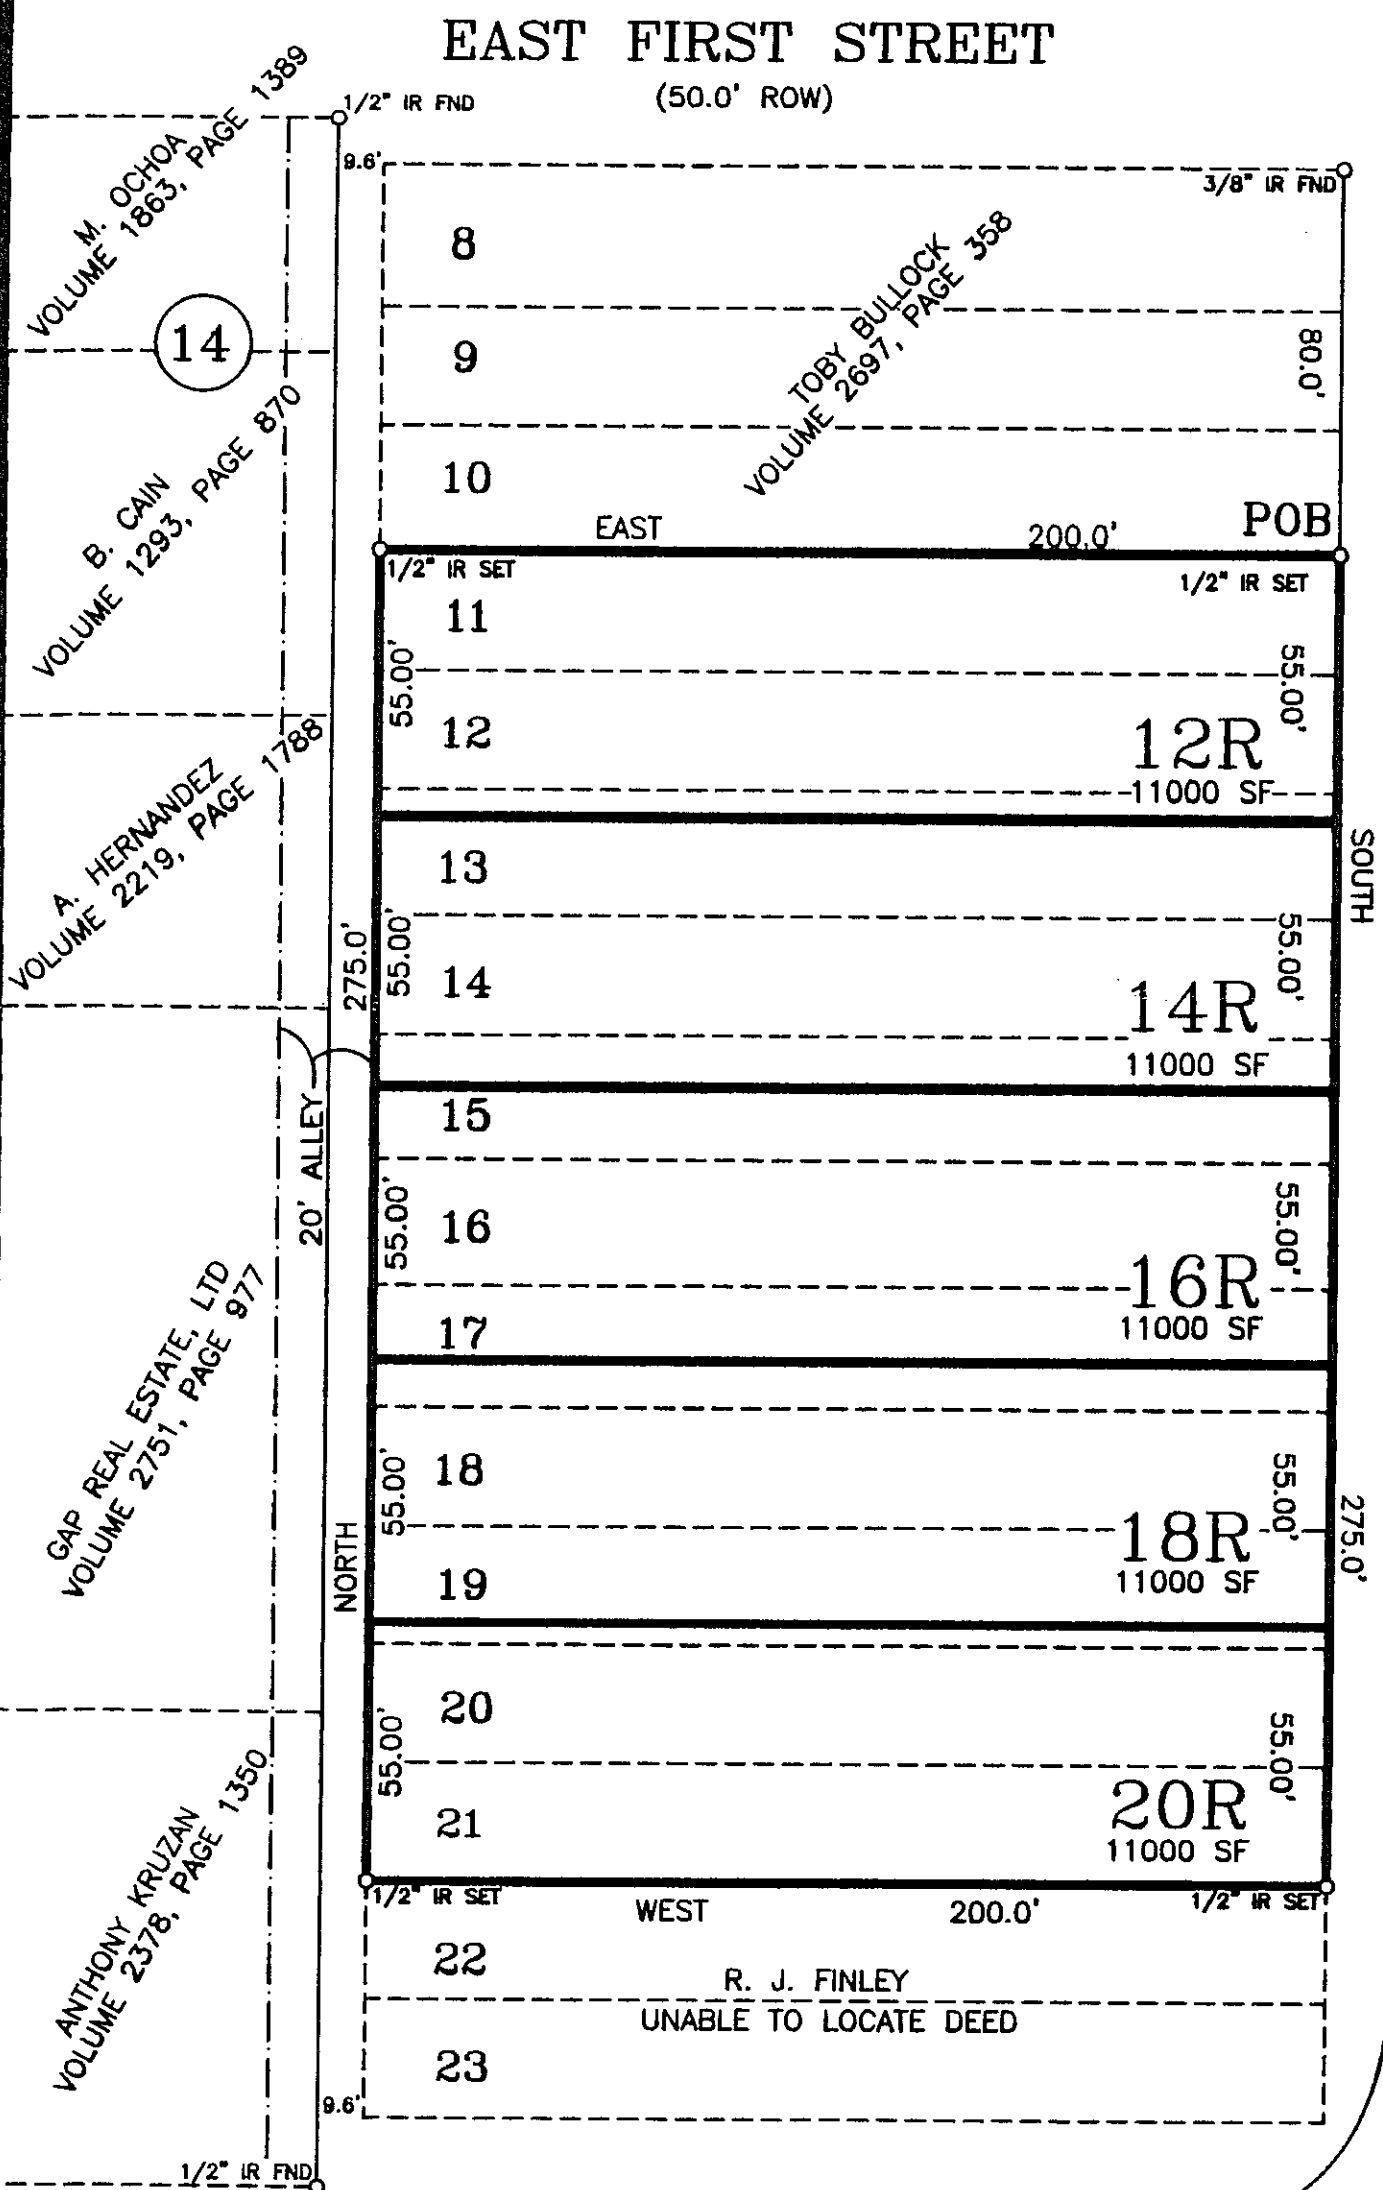 EAST FIRST STREET
(50.0' ROW)
1/2" IR FND
M. OCHOA
VOLUME 1863, PAGE 1389
9.6'
3/8" IR FND
8
TOBY BULLOCK
VOLUME 2697, PAGE 358
14
9
80.0'
B. CAIN
VOLUME 1293, PAGE 870
10
EAST
200.0'
POB
1/2" IR SET
1/2" IR SET
11
55.00'
55.00'
12
12R
11000 SF
A. HERNANDEZ
VOLUME 2219, PAGE 1788
13
SOUTH
275.0'
55.00'
55.00'
14
14R
11000 SF
20' ALLEY
15
55.00'
55.00'
16
16R
11000 SF
17
GAP REAL ESTATE, LTD
VOLUME 2751, PAGE 977
18
55.00'
55.00'
18R
11000 SF
275.0'
NORTH
19
20
55.00'
55.00'
20R
11000 SF
21
ANTHONY KRUZAN
VOLUME 2378, PAGE 1350
1/2" IR SET
1/2" IR SET
WEST
200.0'
22
R. J. FINLEY
UNABLE TO LOCATE DEED
23
9.6'
1/2" IR FND